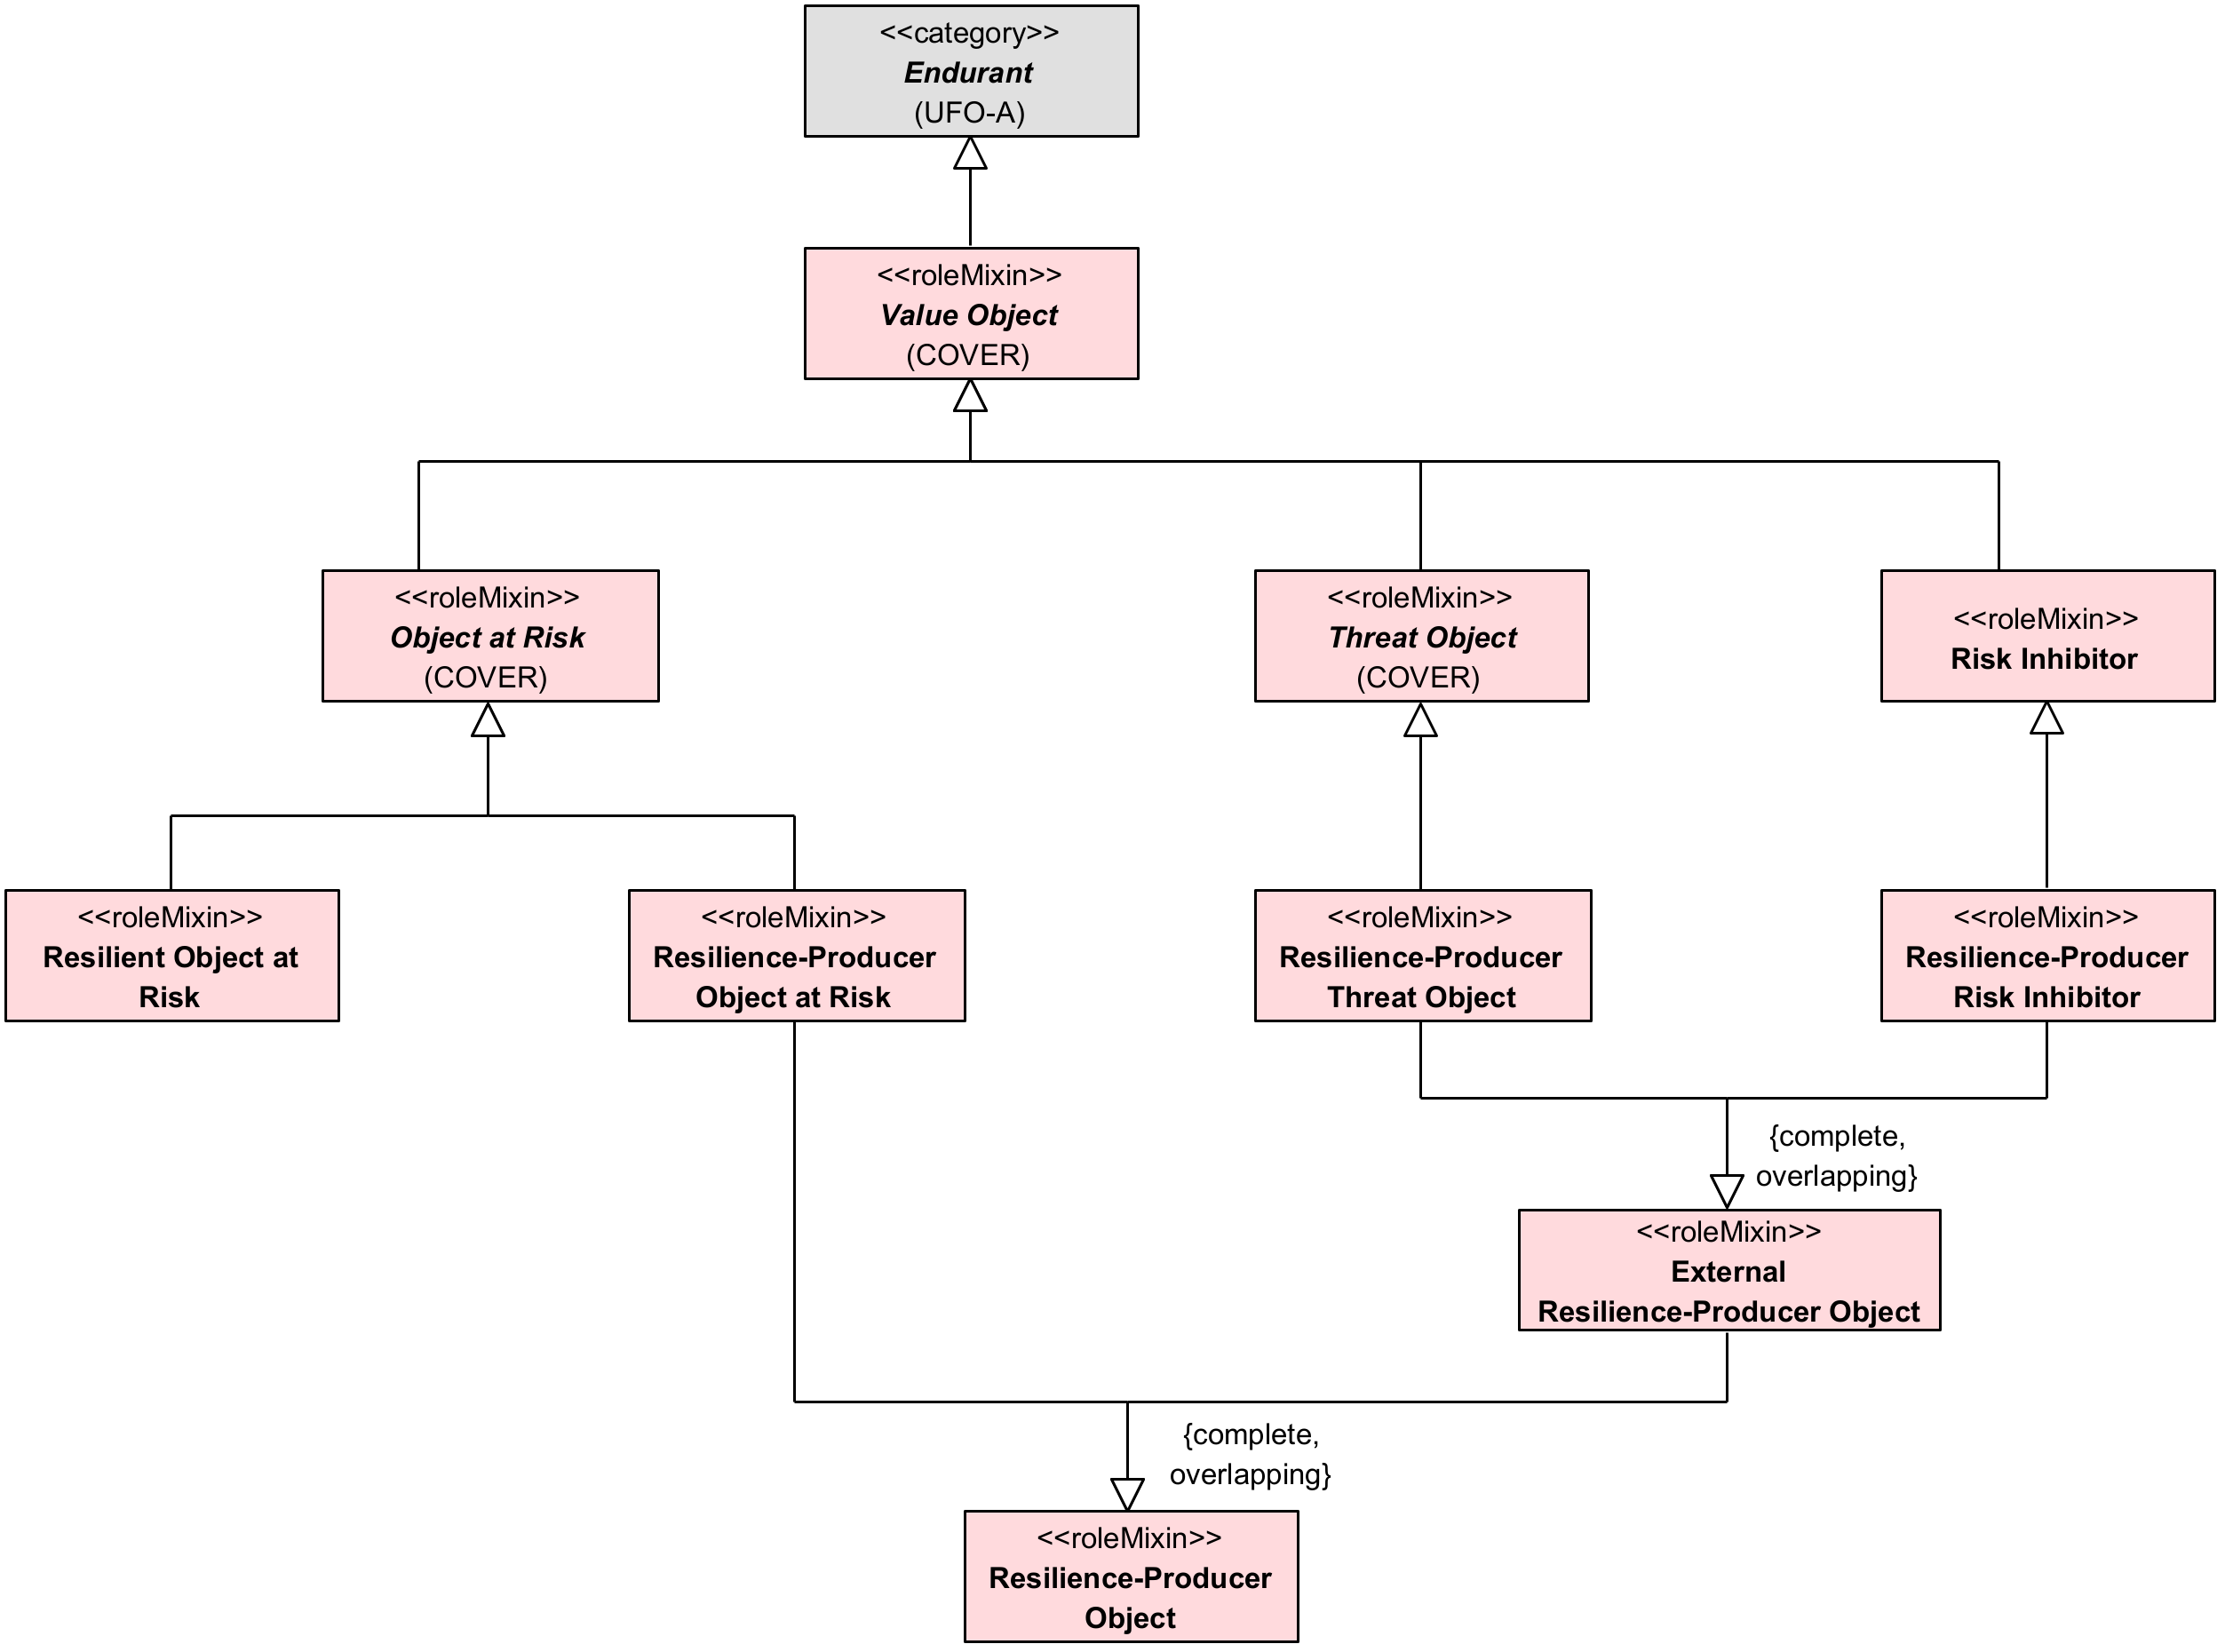 <<category>>
Endurant
(UFO-A)
<<roleMixin>>
Value Object
(COVER)
<<roleMixin>>
Object at Risk
(COVER)
<<roleMixin>>
Threat Object
(COVER)
<<roleMixin>>
Risk Inhibitor
<<roleMixin>>
Resilient Object at
Risk
<<roleMixin>>
Resilience-Producer
Object at Risk
<<roleMixin>>
Resilience-Producer
Threat Object
<<roleMixin>>
Resilience-Producer
Risk Inhibitor
{complete,
overlapping}
<<roleMixin>>
External
Resilience-Producer Object
{complete,
overlapping}
<<roleMixin>>
Resilience-Producer
Object